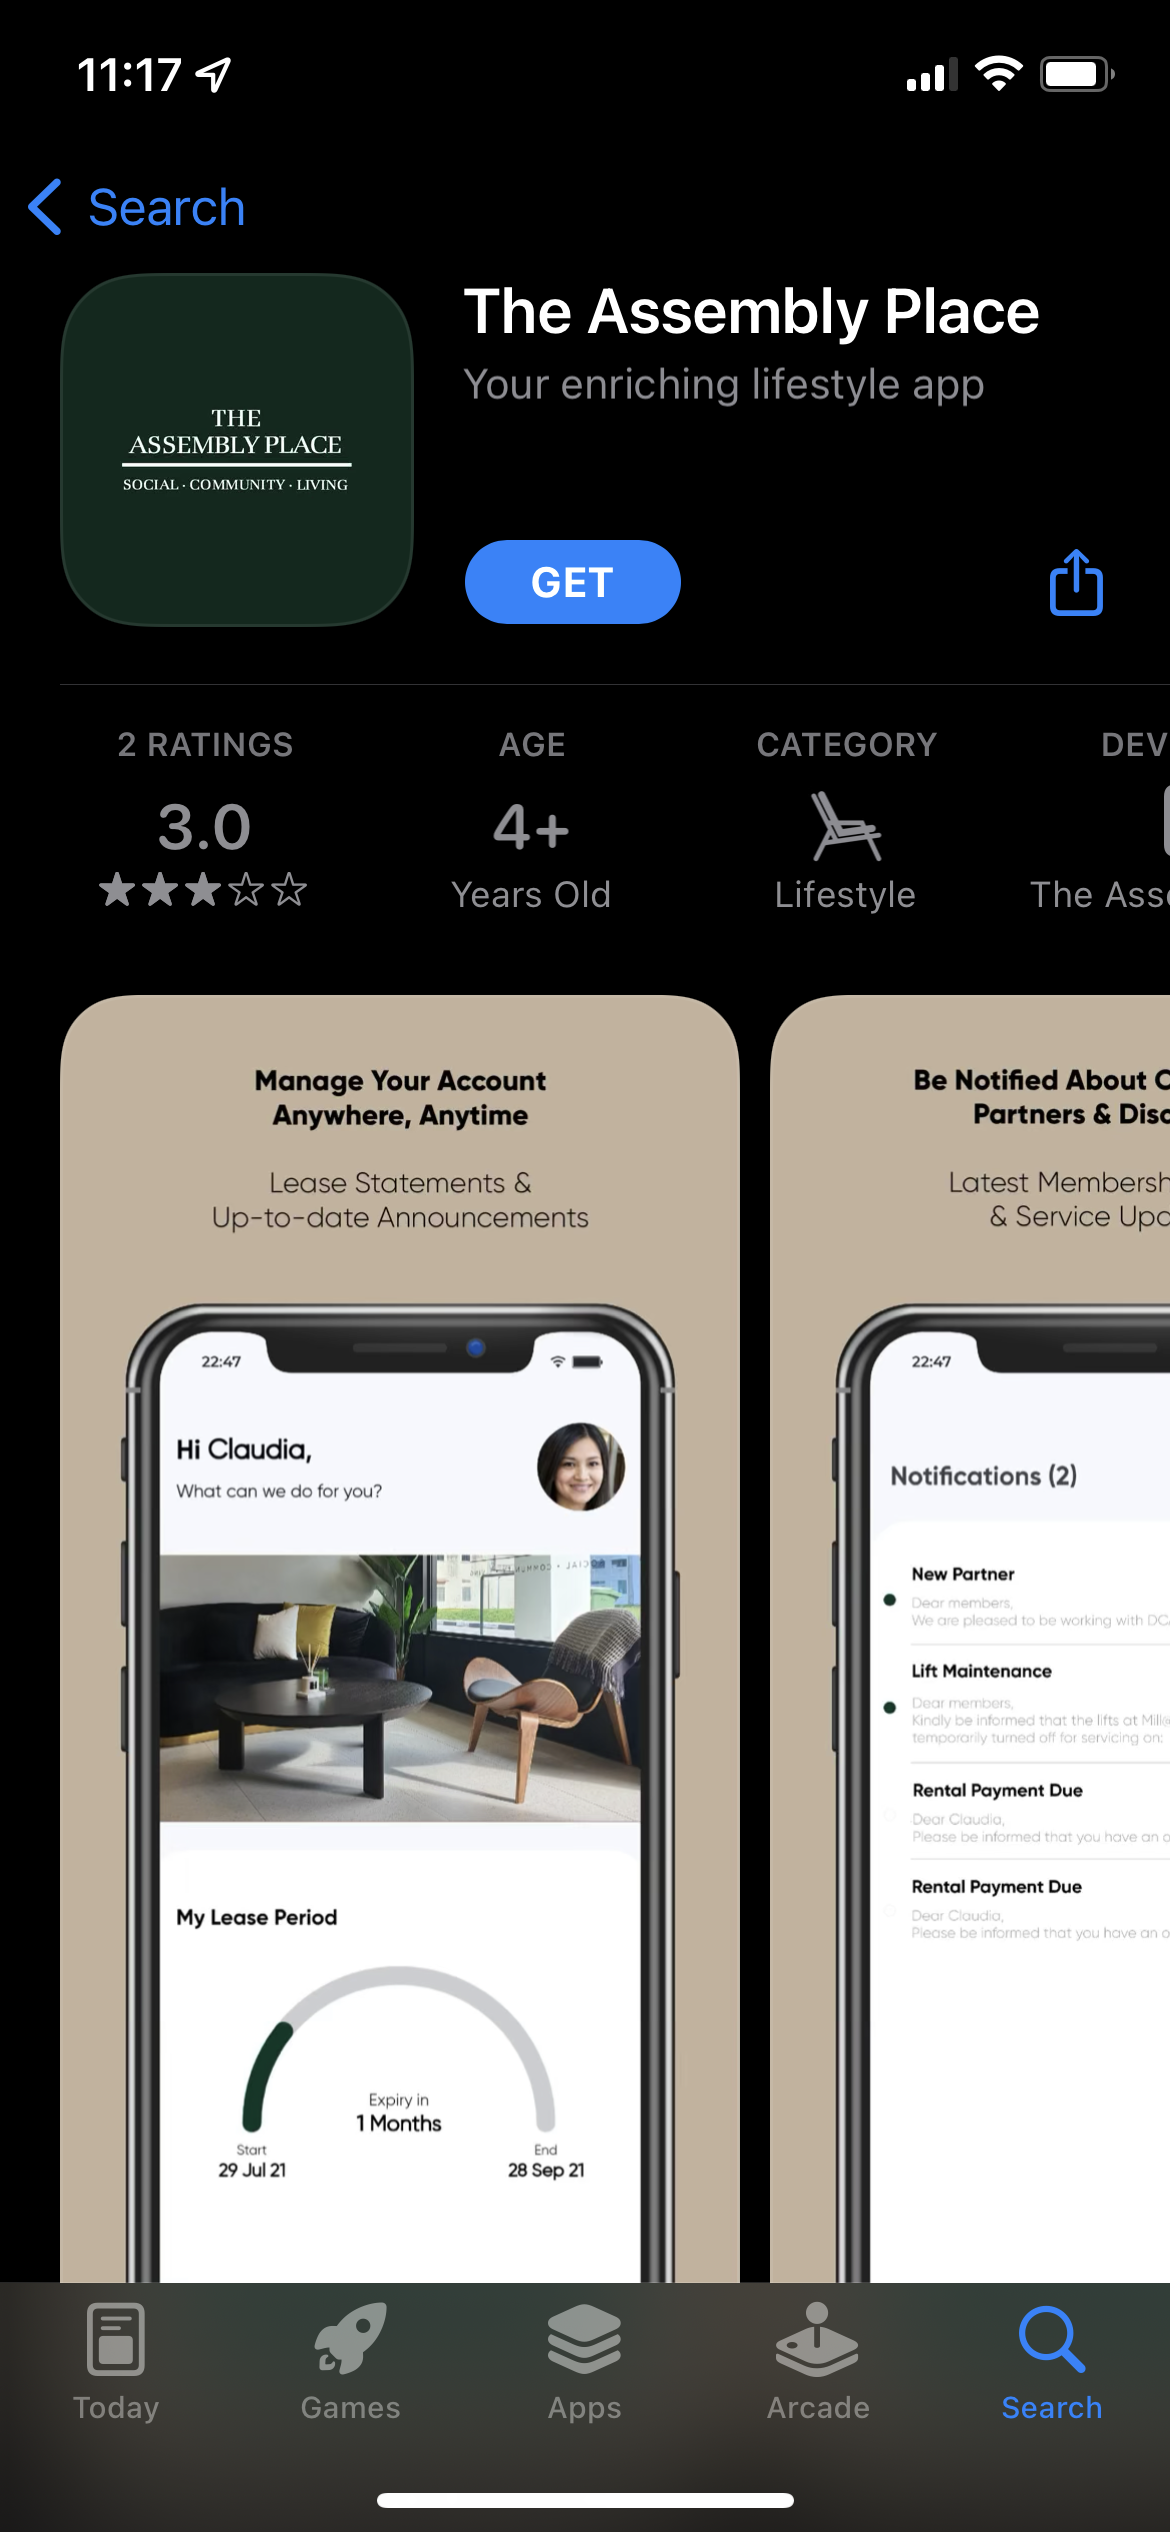 11:17
Search
THE
ASSEMBLY PLACE
SOCIAL · COMMUNITY · LIVING
The Assembly Place
Your enriching lifestyle app
GET
2 RATINGS
3.0
AGE
4+
Years Old
CATEGORY
Lifestyle
DEV
The Asse
Manage Your Account
Anywhere, Anytime
Lease Statements &
Up-to-date Announcements
22:47
Hi Claudia,
What can we do for you?
My Lease Period
Expiry in
1 Months
Start
29 Jul 21
End
28 Sep 21
Be Notified About
Partners & Disc
Latest Membersh
& Service Upd
22:47
Notifications (2)
New Partner
Dear members,
We are pleased to be working with DC
Lift Maintenance
Dear members,
Kindly be informed that the lifts at Mill@
temporarily turned off for servicing on:
Rental Payment Due
Dear Claudia,
Please be informed that you have an o
Rental Payment Due
Dear Claudia,
Please be informed that you have an o
Today
Games
Apps
Arcade
Search